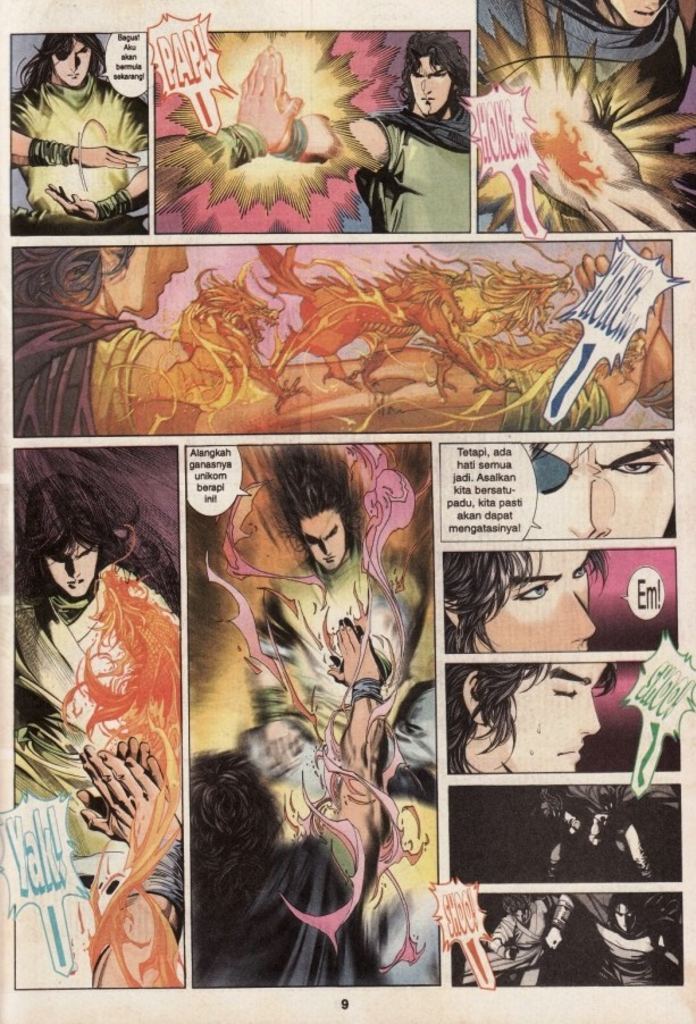 Bagus!
Aku
akan
bermula
sekarang!
PAP!
HONG...
HONG...
Alangkah
ganasnya
unikorn
berapi
ini!
Tetapi, ada
hati semua
jadi. Asalkan
kita bersatu-
padu, kita pasti
akan dapat
mengatasinya!
Em!
SHOO!
Yak!
SHOO!
9